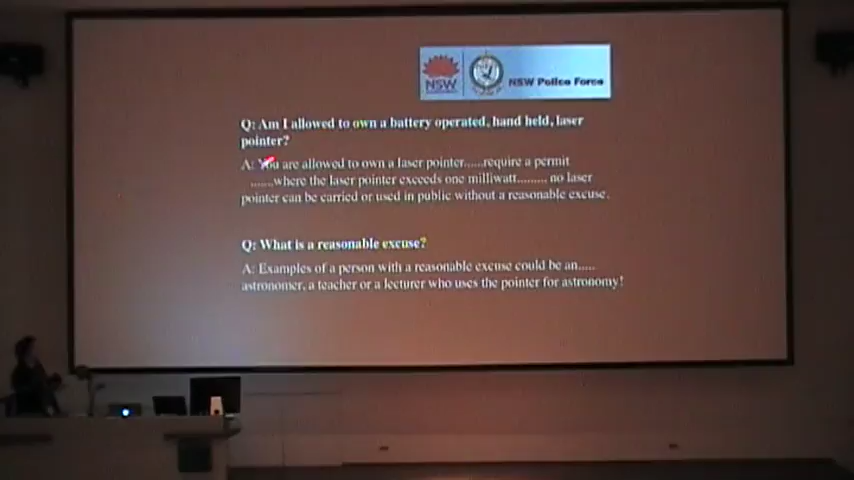 NSW
NSW Police Force
Q: Am I allowed to own a battery operated, hand held, laser
pointer?
A: You are allowed to own a laser pointer......require a permit
.......where the laser pointer exceeds one milliwatt......... no laser
pointer can be carried or used in public without a reasonable excuse.
Q: What is a reasonable excuse?
A: Examples of a person with a reasonable excuse could be an.....
astronomer, a teacher or a lecturer who uses the pointer for astronomy!